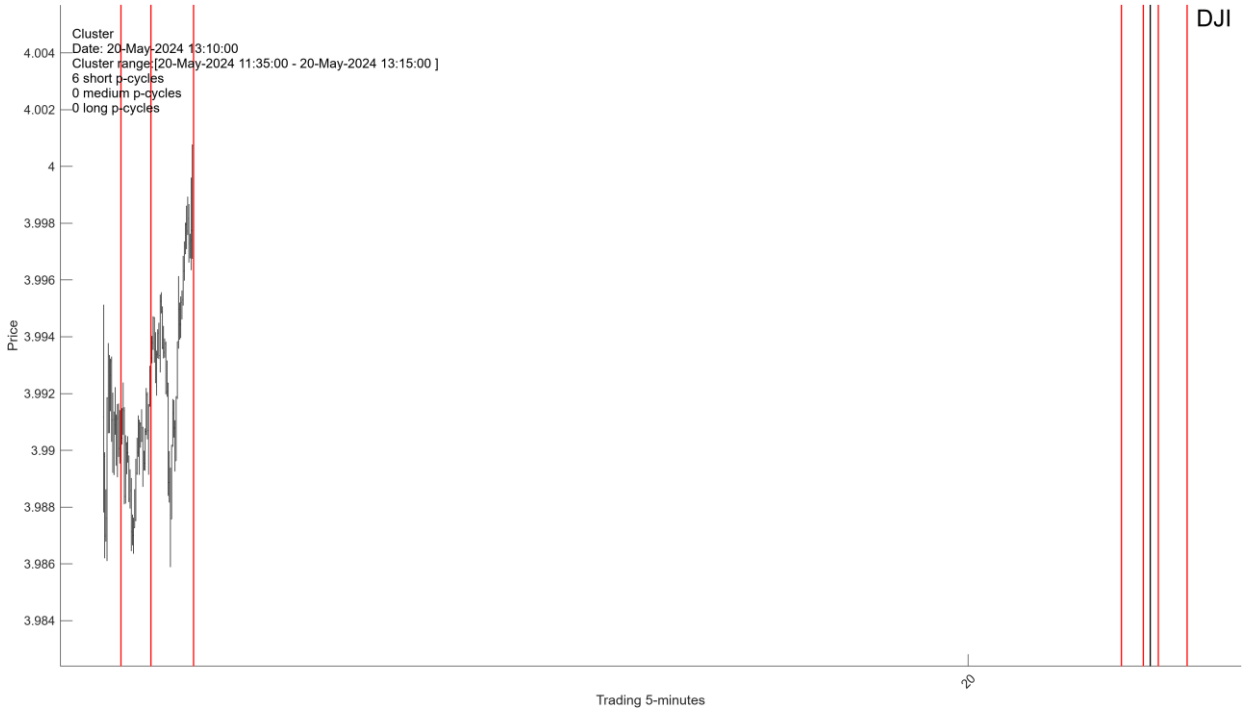 DJI
Cluster
Date: 20-May-2024 13:10:00
Cluster range:[20-May-2024 11:35:00 - 20-May-2024 13:15:00 ]
6 short p-cycles
0 medium p-cycles
0 long p-cycles
4.004
4.002
4
3.998
3.996
3.994
3.992
3.99
3.988
3.986
3.984
Price
20
Trading 5-minutes